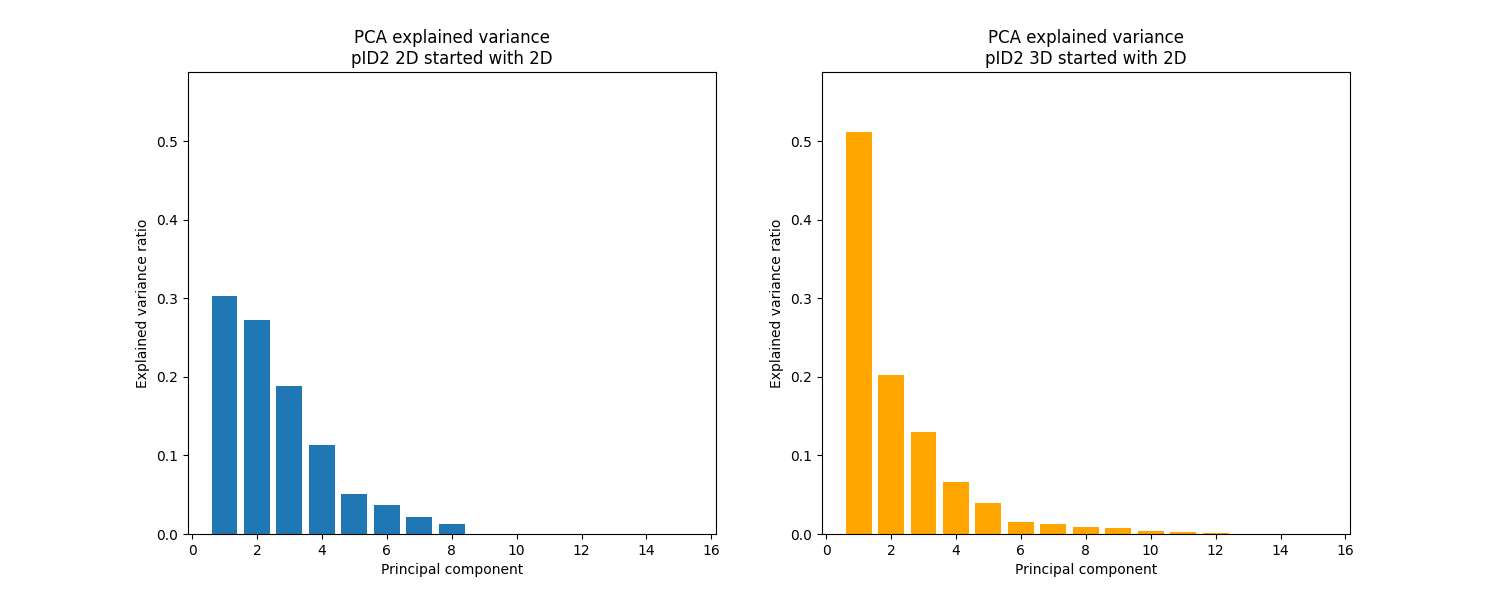 PCA explained variance
pID2 2D started with 2D
Explained variance ratio
0.5
0.4
0.3
0.2
0.1
0.0
0 2 4 6 8 10 12 14 16
Principal component
PCA explained variance
pID2 3D started with 2D
Explained variance ratio
0.5
0.4
0.3
0.2
0.1
0.0
0 2 4 6 8 10 12 14 16
Principal component